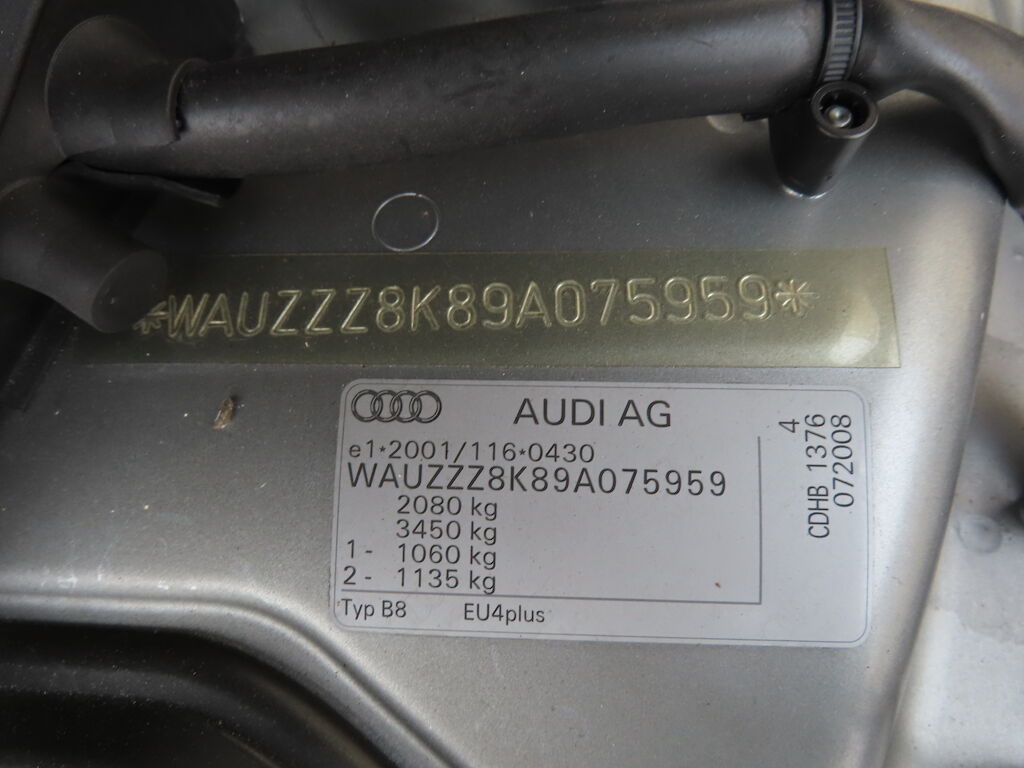 *WAUZZZ8K89A075959*
AUDI AG
e1*2001/116*0430
WAUZZZ8K89A075959
2080 kg
3450 kg
1 - 1060 kg
2 - 1135 kg
Typ B8 EU4plus
4
CDHB 1376
072008